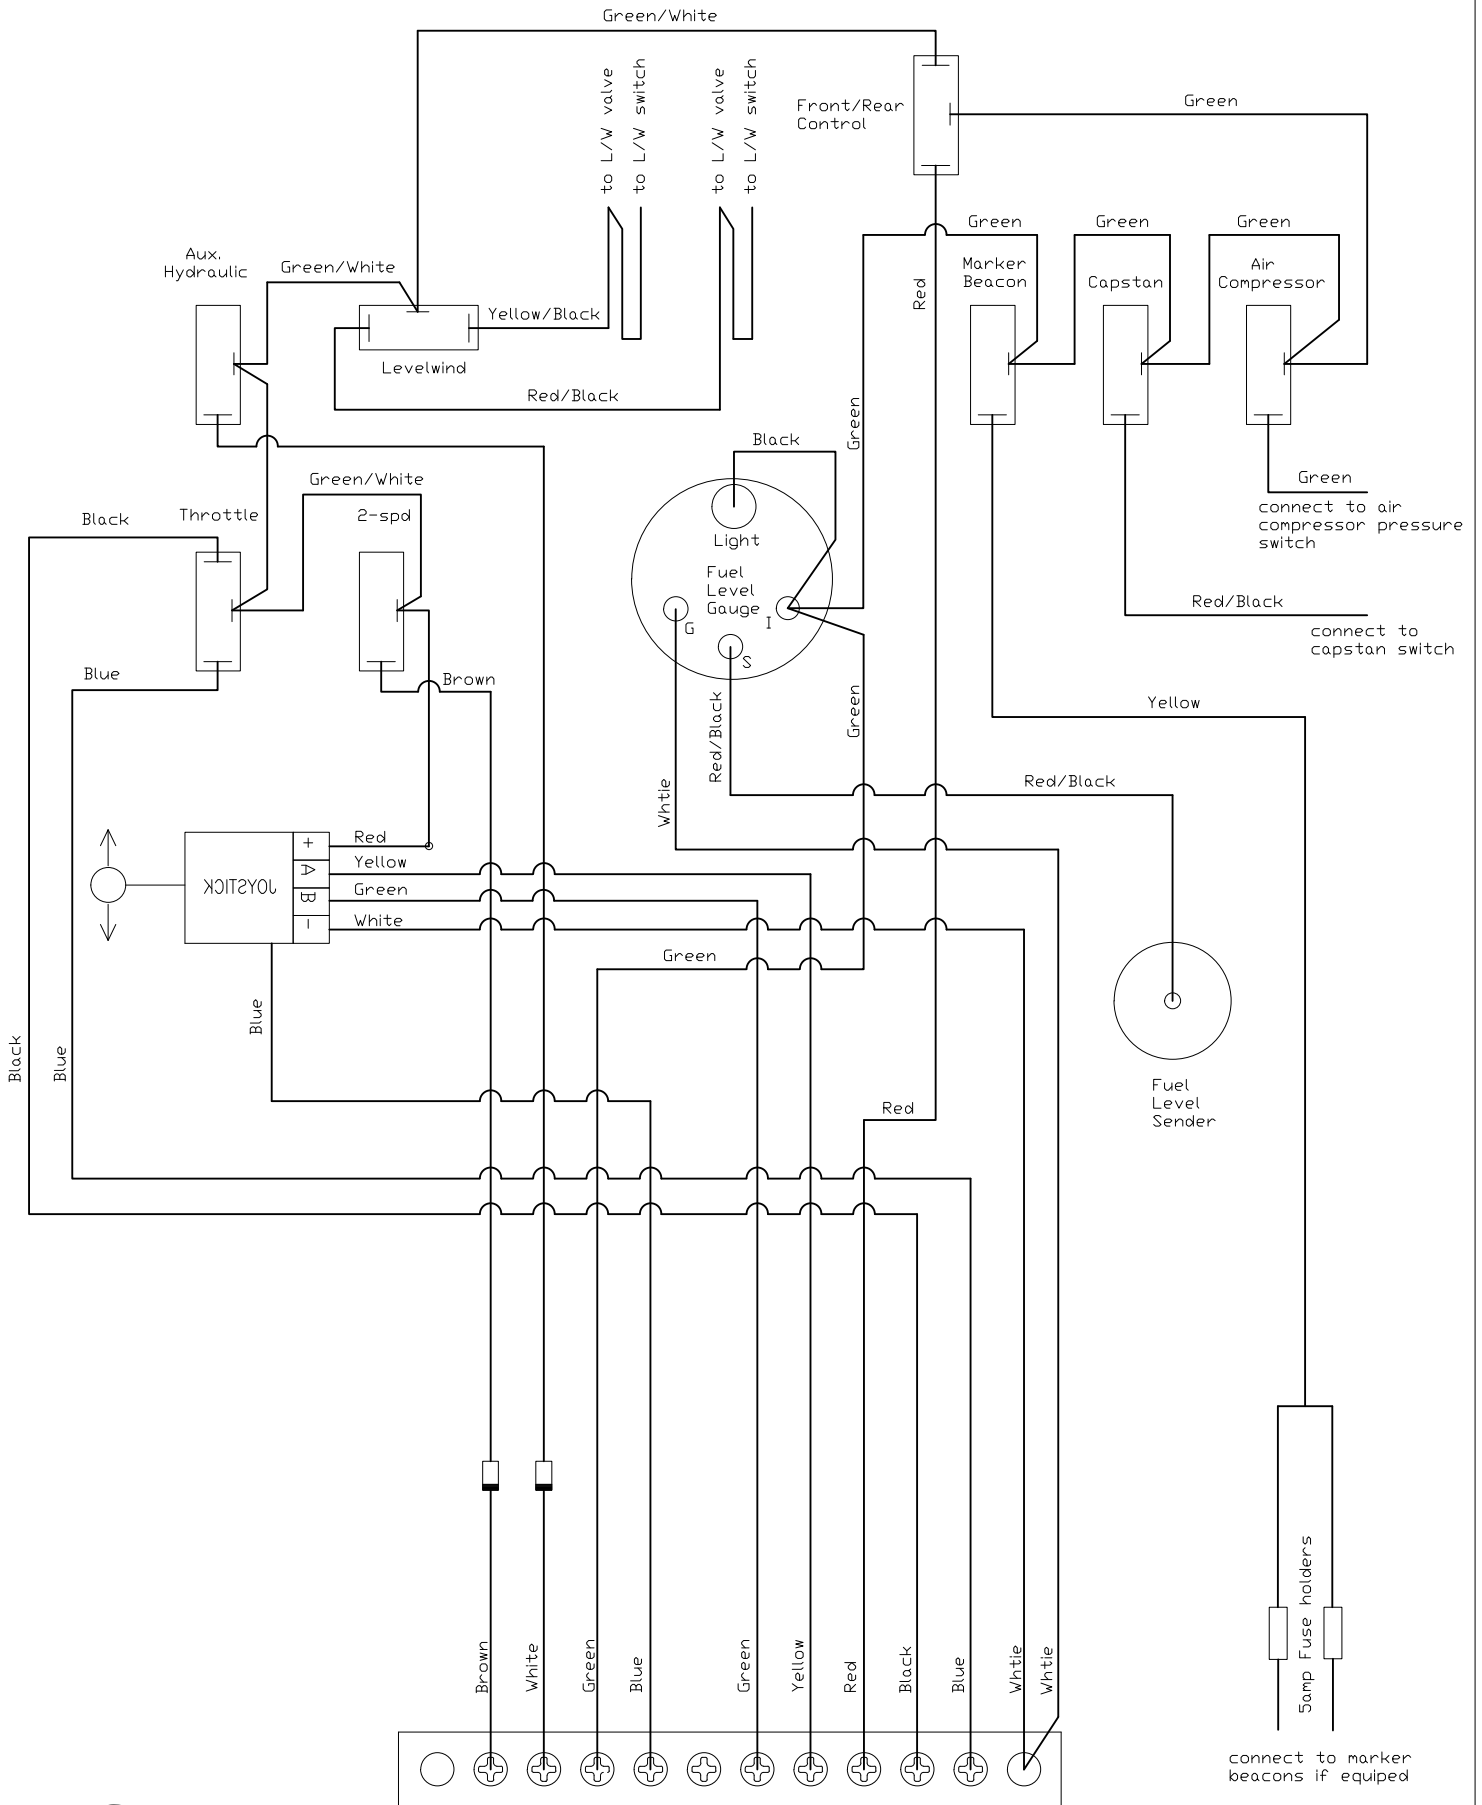 Green/White
to L/W valve
to L/W switch
to L/W valve
to L/W switch
Front/Rear
Control
Green
Green
Green
Green
Aux.
Hydraulic
Green/White
Marker
Beacon
Capstan
Air
Compressor
Red
Yellow/Black
Levelwind
Red/Black
Green
Black
Green/White
Green
connect to air
compressor pressure
switch
Black
Throttle
2-spd
Light
Fuel
Level
Gauge
I
G
S
Red/Black
connect to
capstan switch
Blue
Brown
Red/Black
Green
Yellow
Whtie
Red/Black
JOYSTICK
+
A
B
-
Red
Yellow
Green
White
Green
Blue
Black
Blue
Red
Fuel
Level
Sender
5amp Fuse holders
Brown
White
Green
Blue
Green
Yellow
Red
Black
Blue
Whtie
Whtie
connect to marker
beacons if equiped